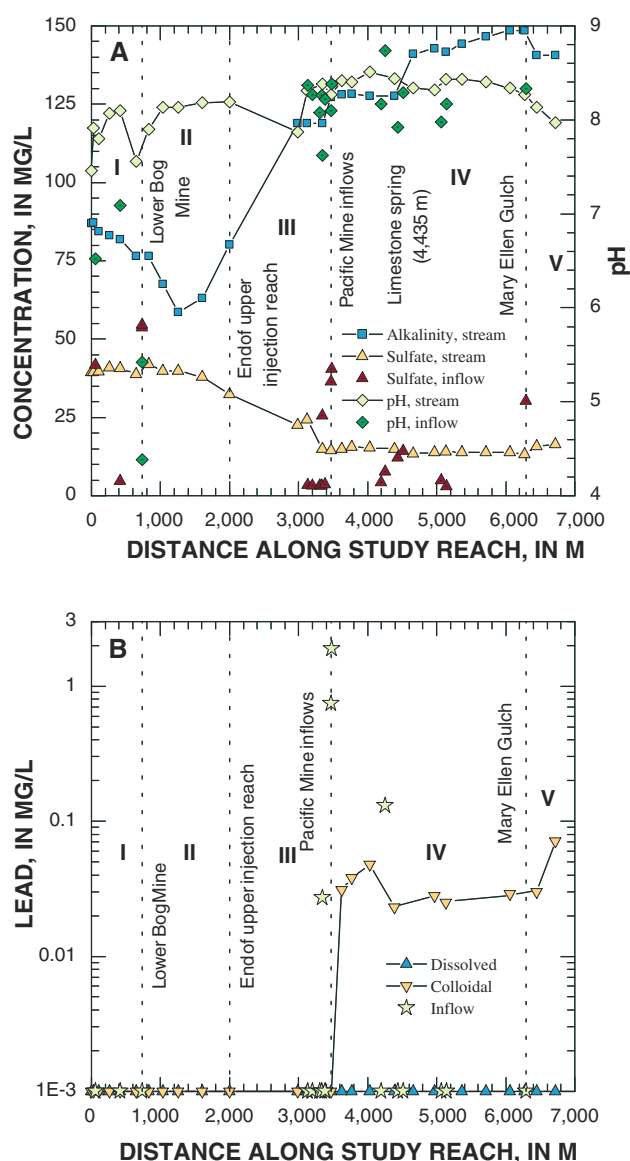 A
CONCENTRATION, IN MG/L
150
125
100
75
50
25
0
9
8
7
6
5
4
pH
I
II
III
IV
V
Lower Bog
Mine
Endof upper
injection reach
Pacific Mine inflows
Limestone spring
(4,435 m)
Mary Ellen Gulch
Alkalinity, stream
Sulfate, stream
Sulfate, inflow
pH, stream
pH, inflow
0 1,000 2,000 3,000 4,000 5,000 6,000 7,000
DISTANCE ALONG STUDY REACH, IN M
B
LEAD, IN MG/L
3
1
0.1
0.01
1E-3
I
II
III
IV
V
Lower BogMine
Endof upper injection reach
Pacific Mine inflows
Mary Ellen Gulch
Dissolved
Colloidal
Inflow
0 1,000 2,000 3,000 4,000 5,000 6,000 7,000
DISTANCE ALONG STUDY REACH, IN M